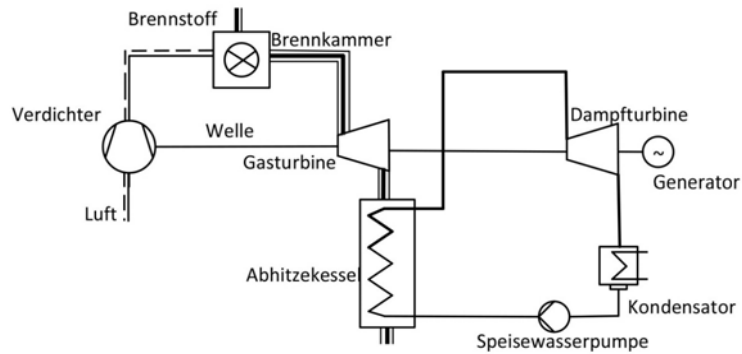 Brennstoff
Brennkammer
Verdichter
Welle
Gasturbine
Dampfturbine
~
Generator
Luft
Abhitzekessel
Kondensator
Speisewasserpumpe